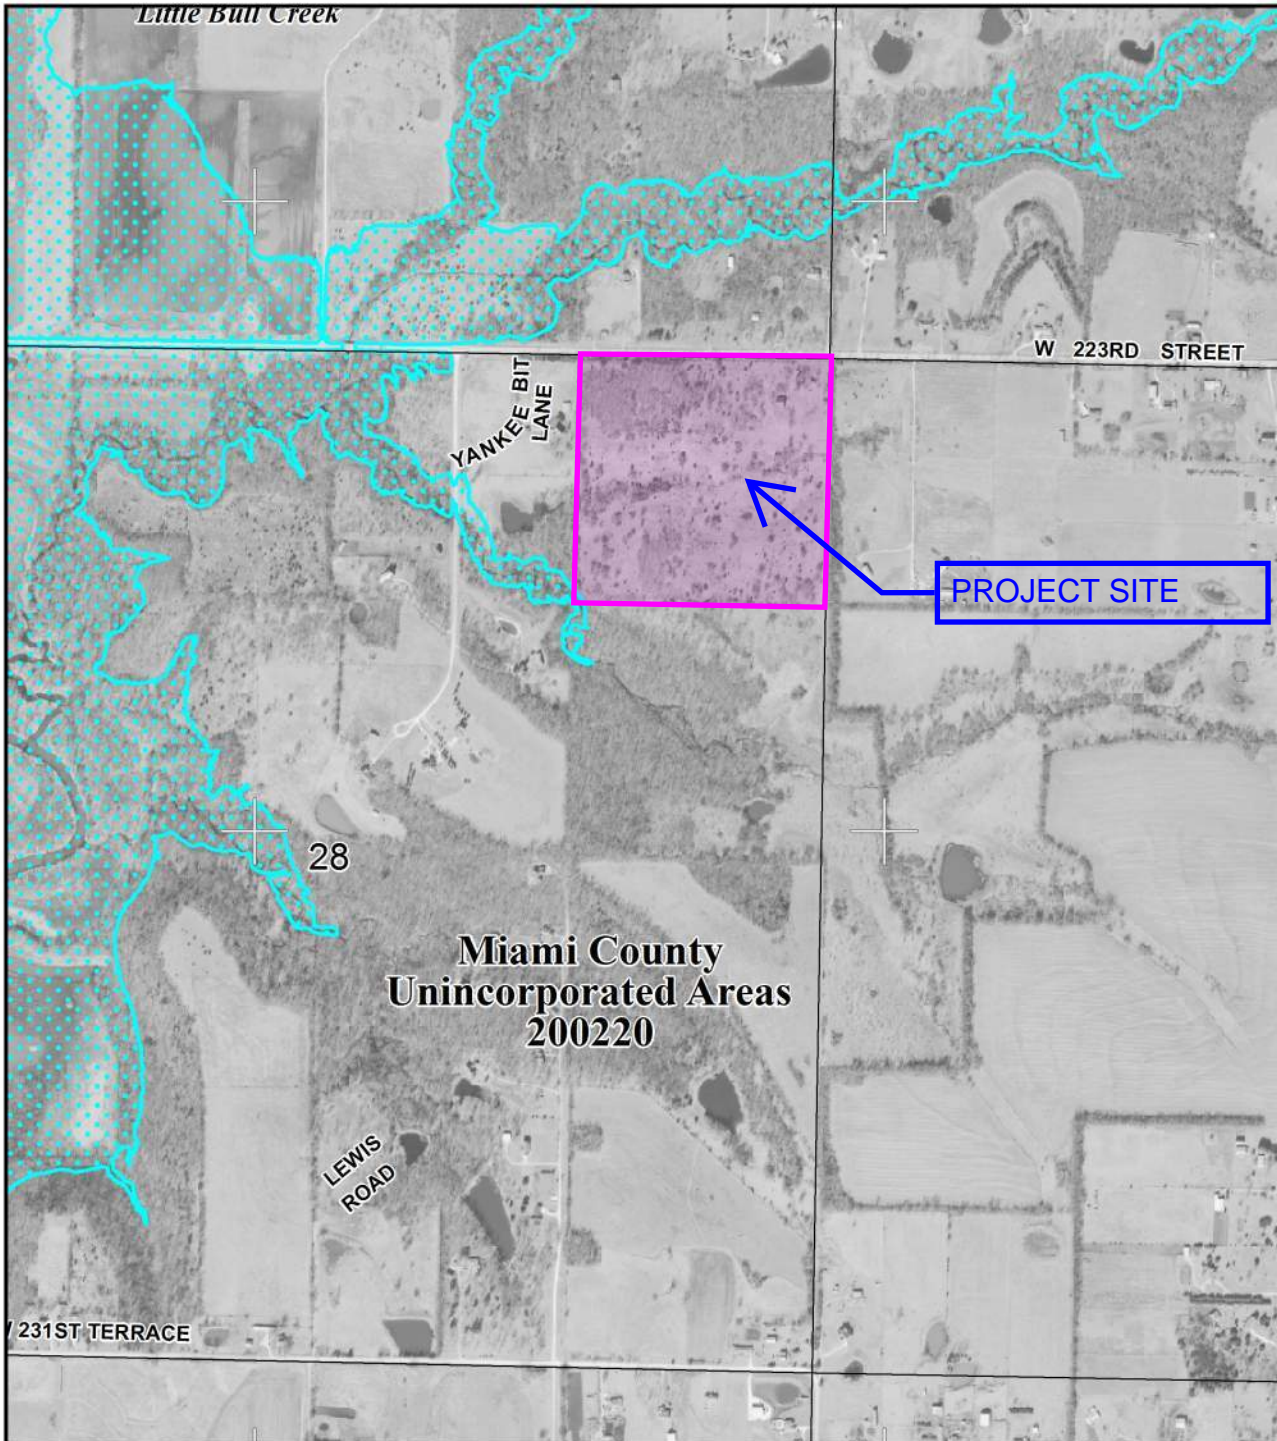 Little Bull Creek
W 223RD STREET
YANKEE BIT
LANE
PROJECT SITE
28
Miami County
Unincorporated Areas
200220
LEWIS
ROAD
231ST TERRACE